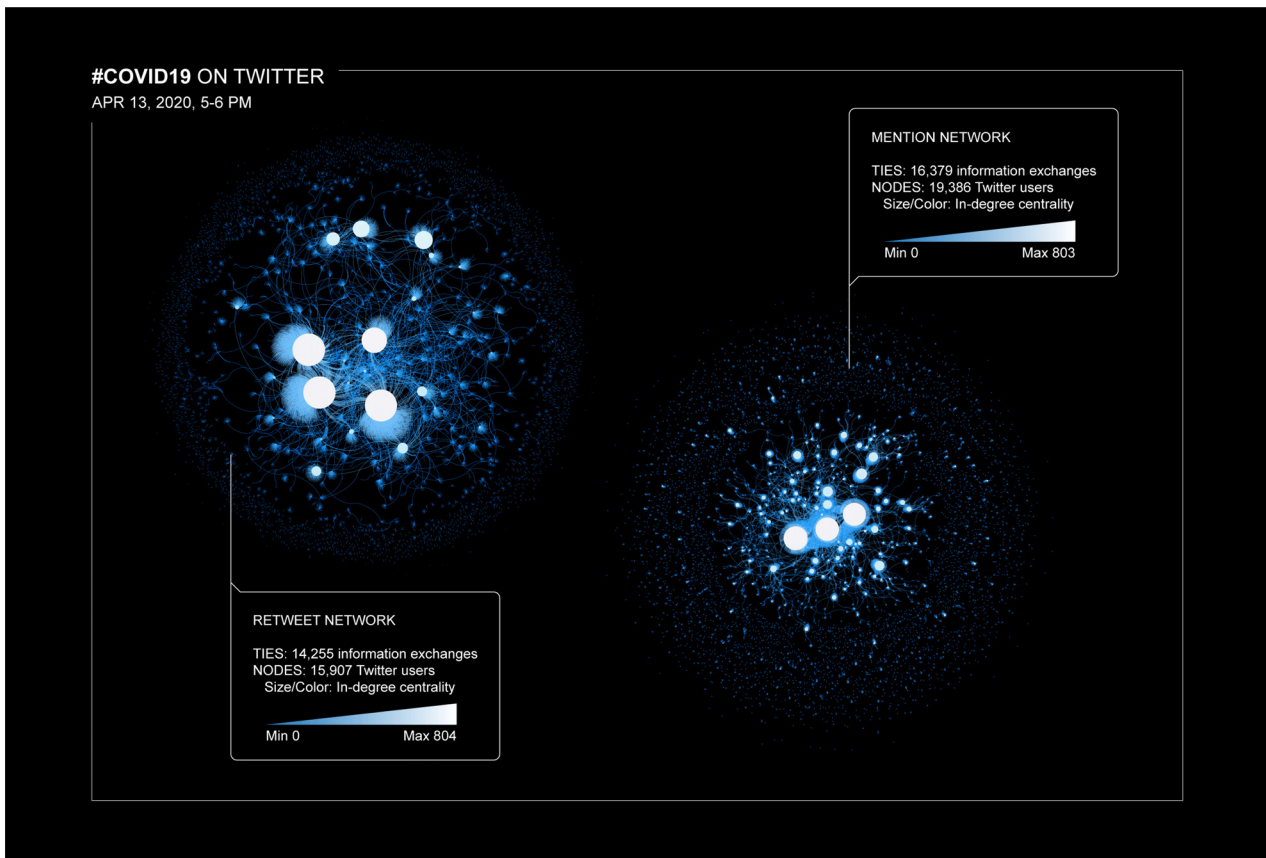 #COVID19 ON TWITTER
APR 13, 2020, 5-6 PM
MENTION NETWORK
TIES: 16,379 information exchanges
NODES: 19,386 Twitter users
Size/Color: In-degree centrality
Min 0 Max 803
RETWEET NETWORK
TIES: 14,255 information exchanges
NODES: 15,907 Twitter users
Size/Color: In-degree centrality
Min 0 Max 804